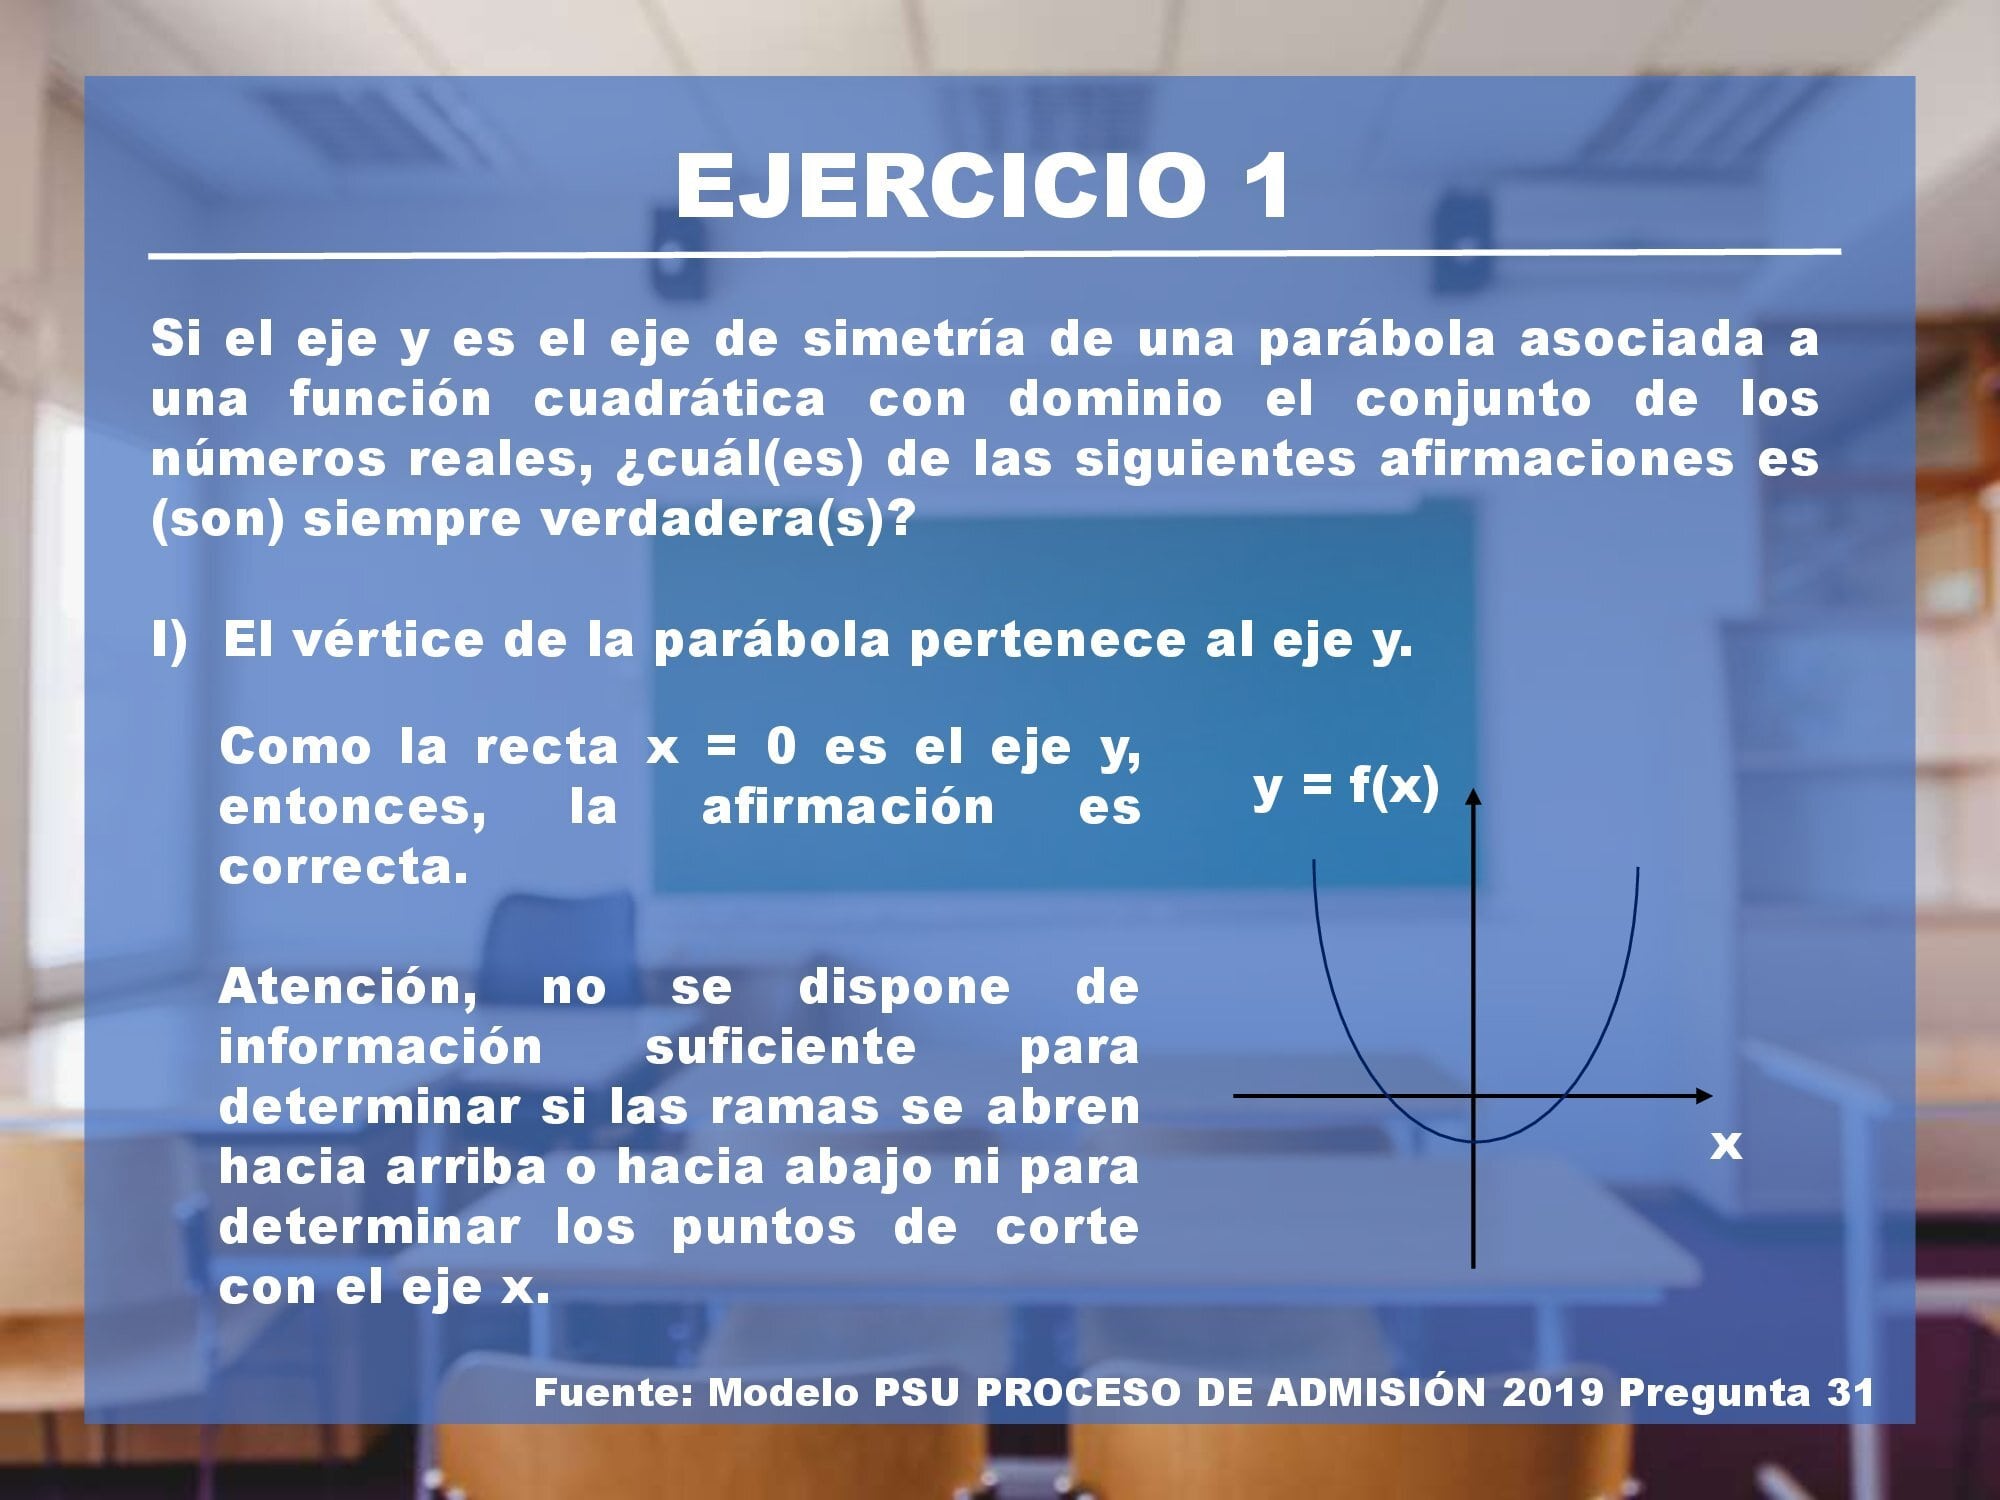 EJERCICIO 1
Si el eje y es el eje de simetría de una parábola asociada a
una función cuadrática con dominio el conjunto de los
números reales, ¿cuál(es) de las siguientes afirmaciones es
(son) siempre verdadera(s)?
I) El vértice de la parábola pertenece al eje y.
Como la recta x = 0 es el eje y,
entonces, la afirmación es
correcta.
Atención, no se dispone de
información suficiente para
determinar si las ramas se abren
hacia arriba o hacia abajo ni para
determinar los puntos de corte
con el eje x.
y = f(x)
x
Fuente: Modelo PSU PROCESO DE ADMISIÓN 2019 Pregunta 31